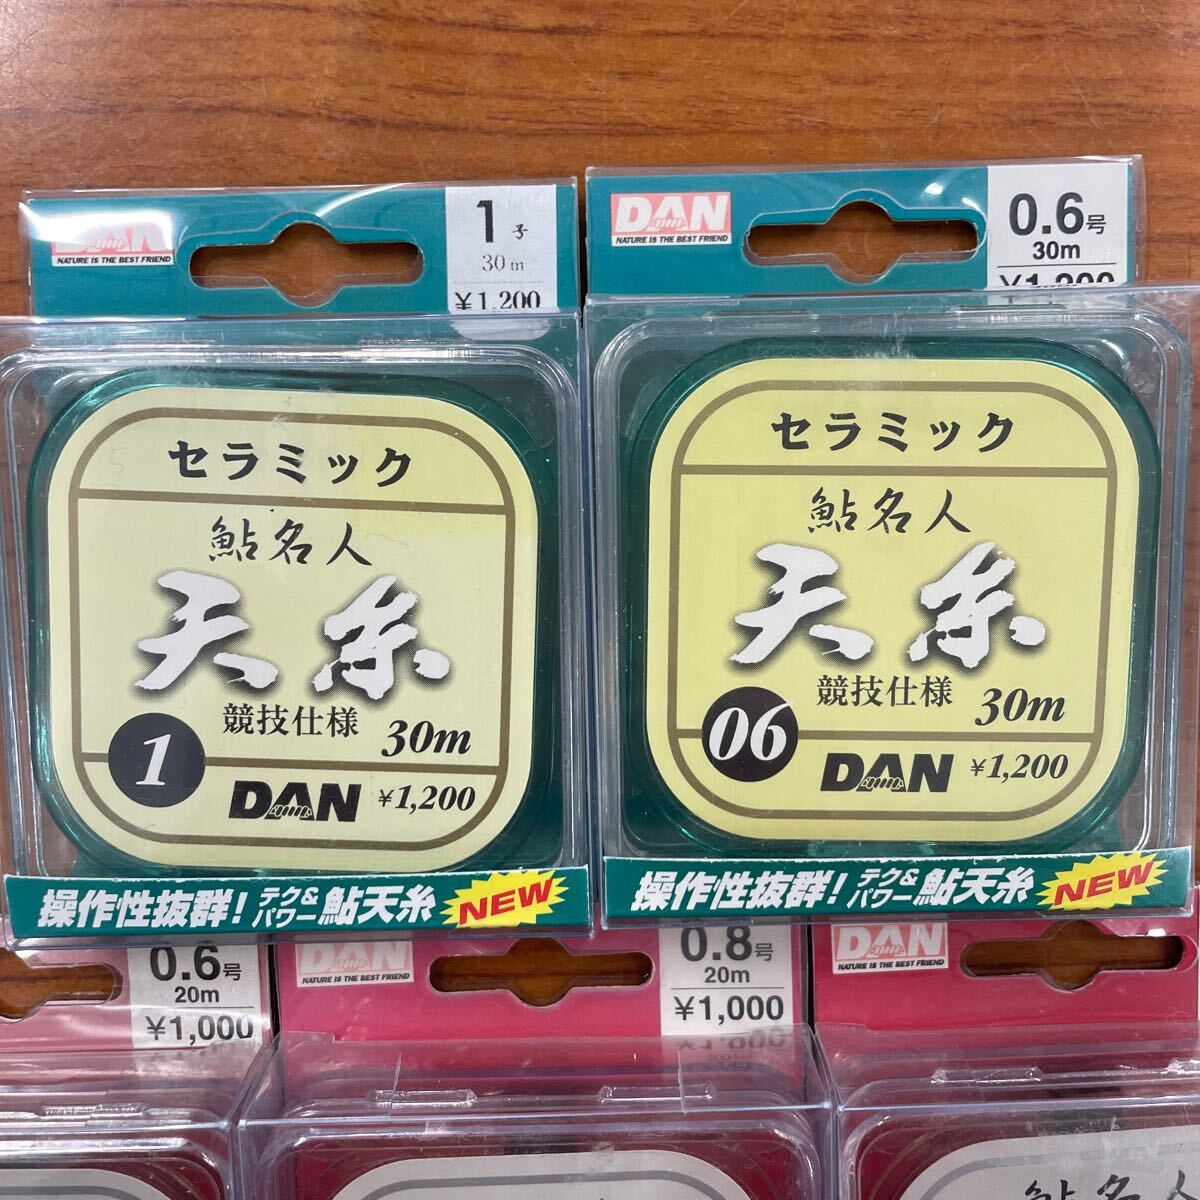 DAN
NATURE IS THE BEST FRIEND
1号
30m
¥1,200
セラミック
鮎名人
天糸
競技仕様 30m
1
DAN ¥1,200
操作性抜群! テク&パワー 鮎天糸 NEW
DAN
NATURE IS THE BEST FRIEND
0.6号
30m
¥1,200
セラミック
鮎名人
天糸
競技仕様 30m
06
DAN ¥1,200
操作性抜群! テク&パワー 鮎天糸 NEW
0.6号
20m
¥1,000
DAN
NATURE IS THE BEST FRIEND
0.8号
20m
¥1,000
DAN
NATURE IS THE BEST FRIEND
鮎名人